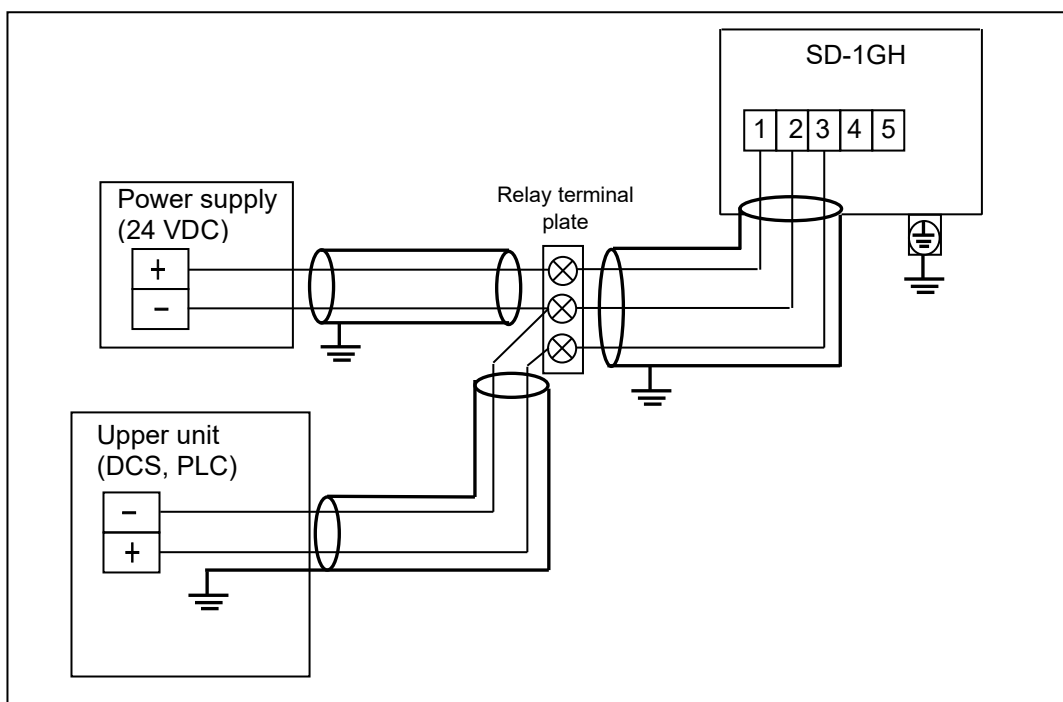 SD-1GH
1 2 3 4 5
Power supply
(24 VDC)
+
−
Relay terminal
plate
Upper unit
(DCS, PLC)
−
+